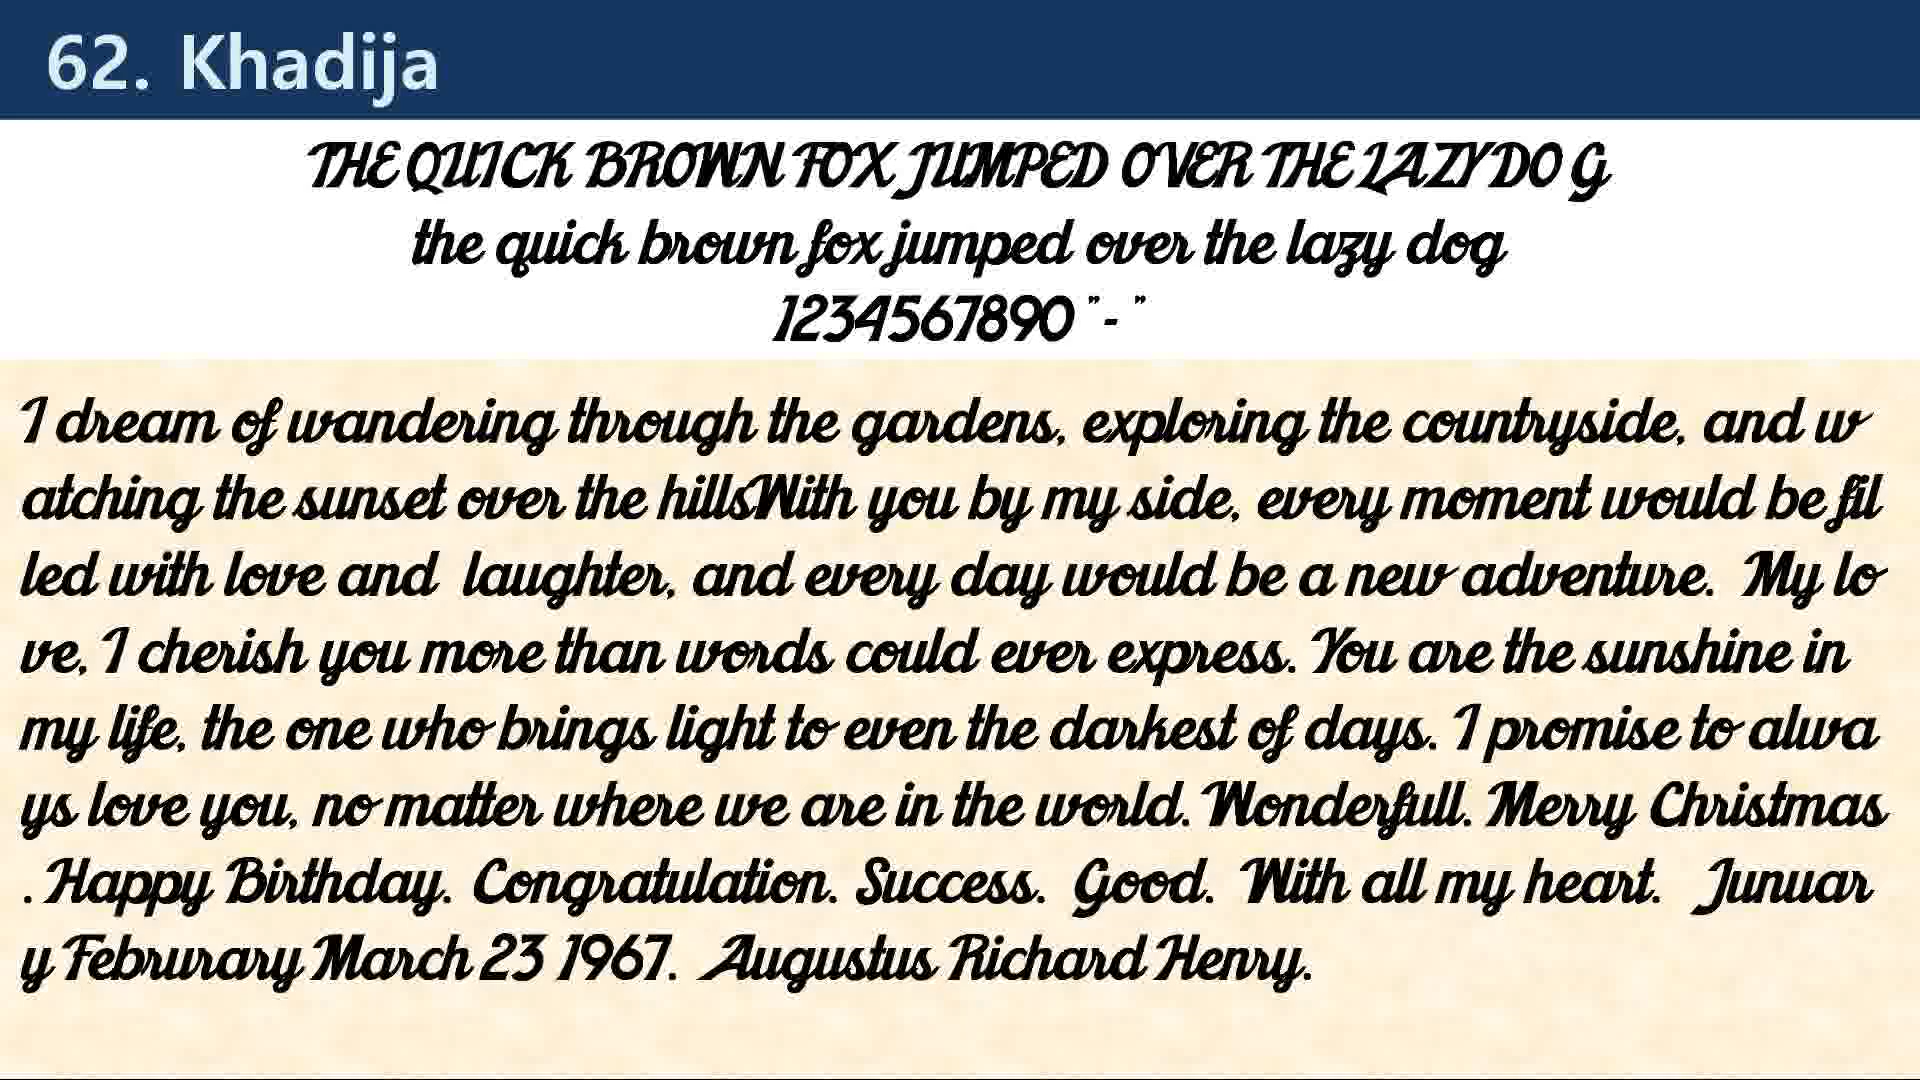 62. Khadija
THE QUICK BROWN FOX JUMPED OVER THE LAZY DO G
the quick brown fox jumped over the lazy dog
1234567890 "- "
I dream of wandering through the gardens, exploring the countryside, and w
atching the sunset over the hillsWith you by my side, every moment would be fil
led with love and  laughter, and every day would be a new adventure.  My lo
ve, I cherish you more than words could ever express. You are the sunshine in
my life, the one who brings light to even the darkest of days. I promise to alwa
ys love you, no matter where we are in the world. Wonderfull. Merry Christmas
. Happy Birthday.  Congratulation.  Success.  Good.  With all my heart.   Junuar
y Februrary March 23 1967.  Augustus Richard Henry.